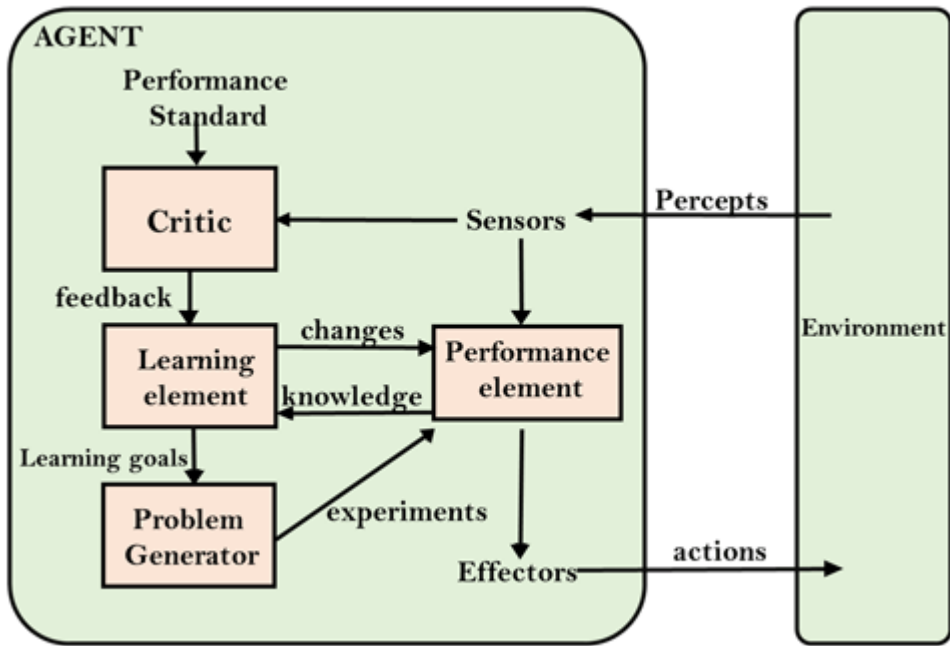 AGENT
Performance
Standard
Critic
Sensors
Percepts
feedback
changes
Learning
element
Performance
element
Environment
knowledge
Learning goals
Problem
Generator
experiments
Effectors
actions